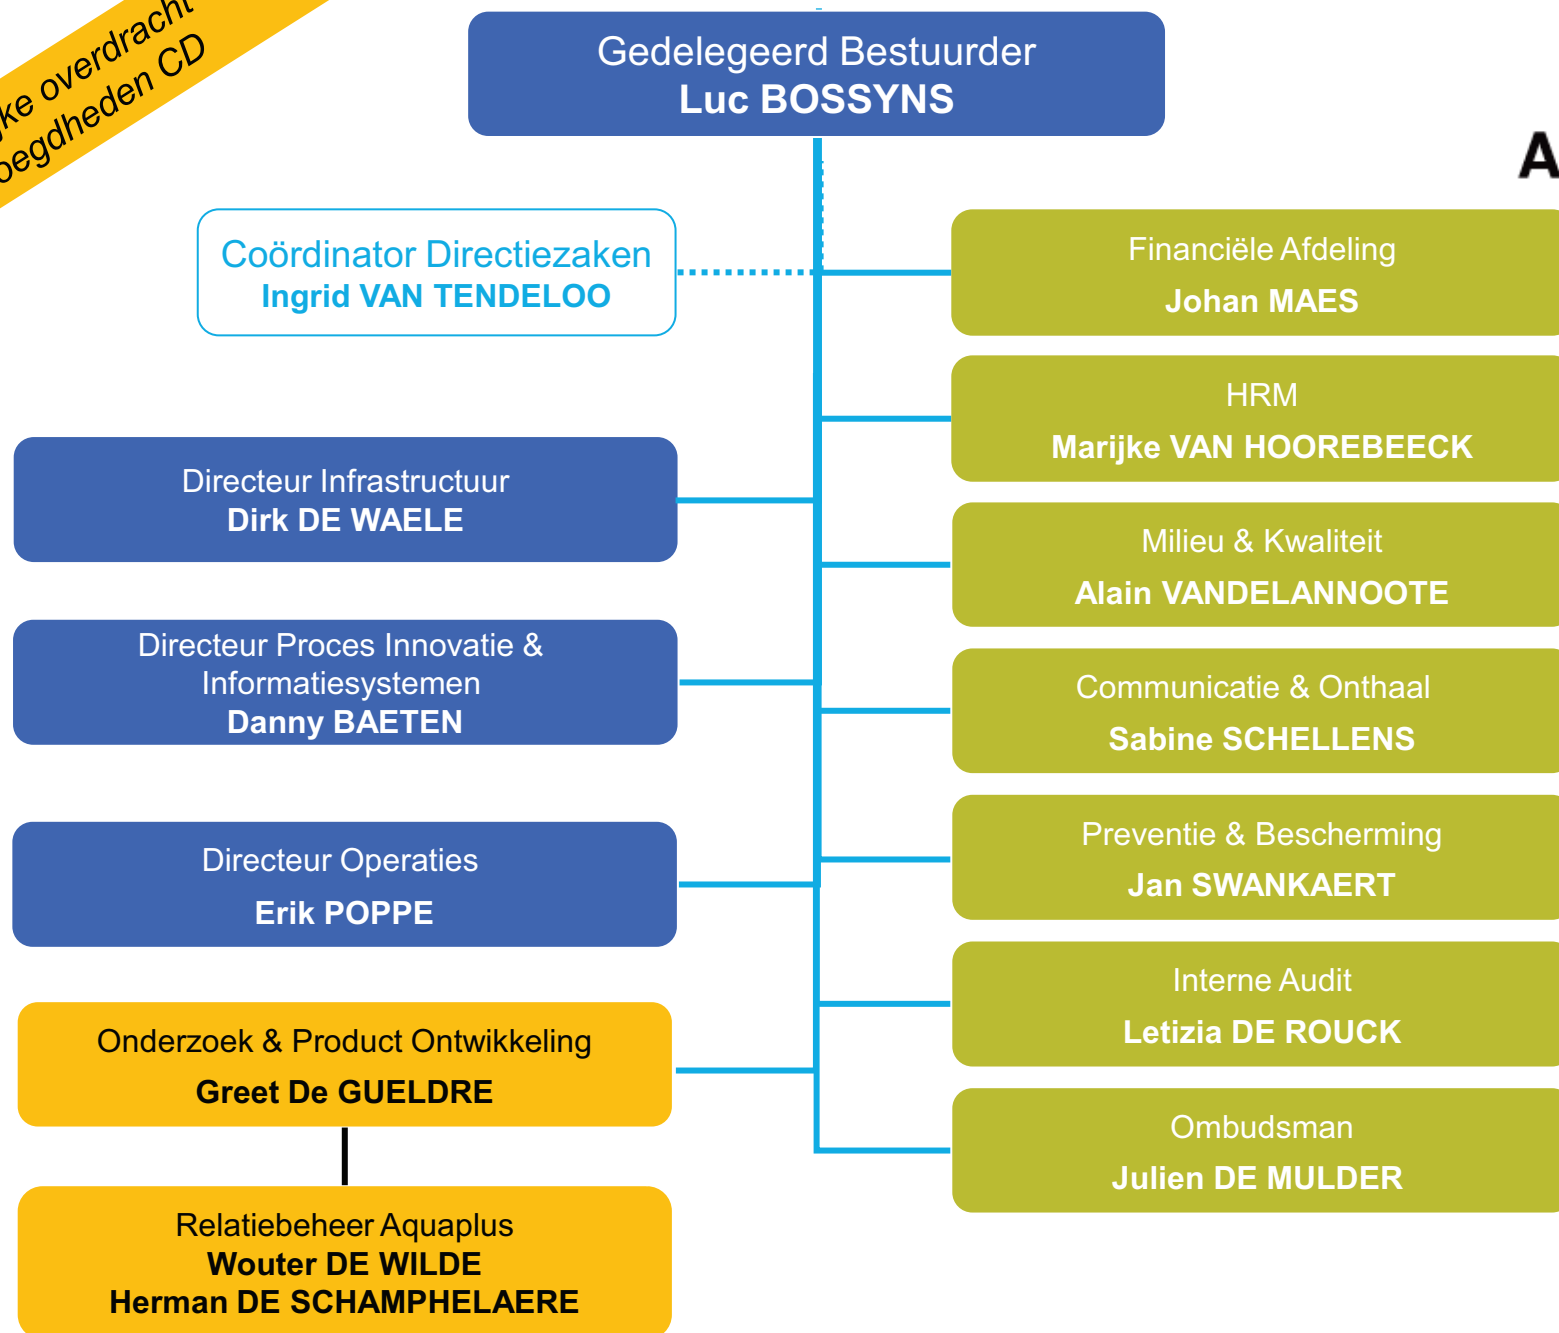 overdracht
CD
Gedelegeerd Bestuurder
Luc BOSSYNS
A
Coördinator Directiezaken
Ingrid VAN TENDELOO
Financiële Afdeling
Johan MAES
HRM
Marijke VAN HOOREBEECK
Directeur Infrastructuur
Dirk DE WAELE
Milieu & Kwaliteit
Alain VANDELANNOOTE
Directeur Proces Innovatie &
Informatiesystemen
Danny BAETEN
Communicatie & Onthaal
Sabine SCHELLENS
Directeur Operaties
Erik POPPE
Preventie & Bescherming
Jan SWANKAERT
Interne Audit
Letizia DE ROUCK
Onderzoek & Product Ontwikkeling
Greet De GUELDRE
Ombudsman
Julien DE MULDER
Relatiebeheer Aquaplus
Wouter DE WILDE
Herman DE SCHAMPHELAERE